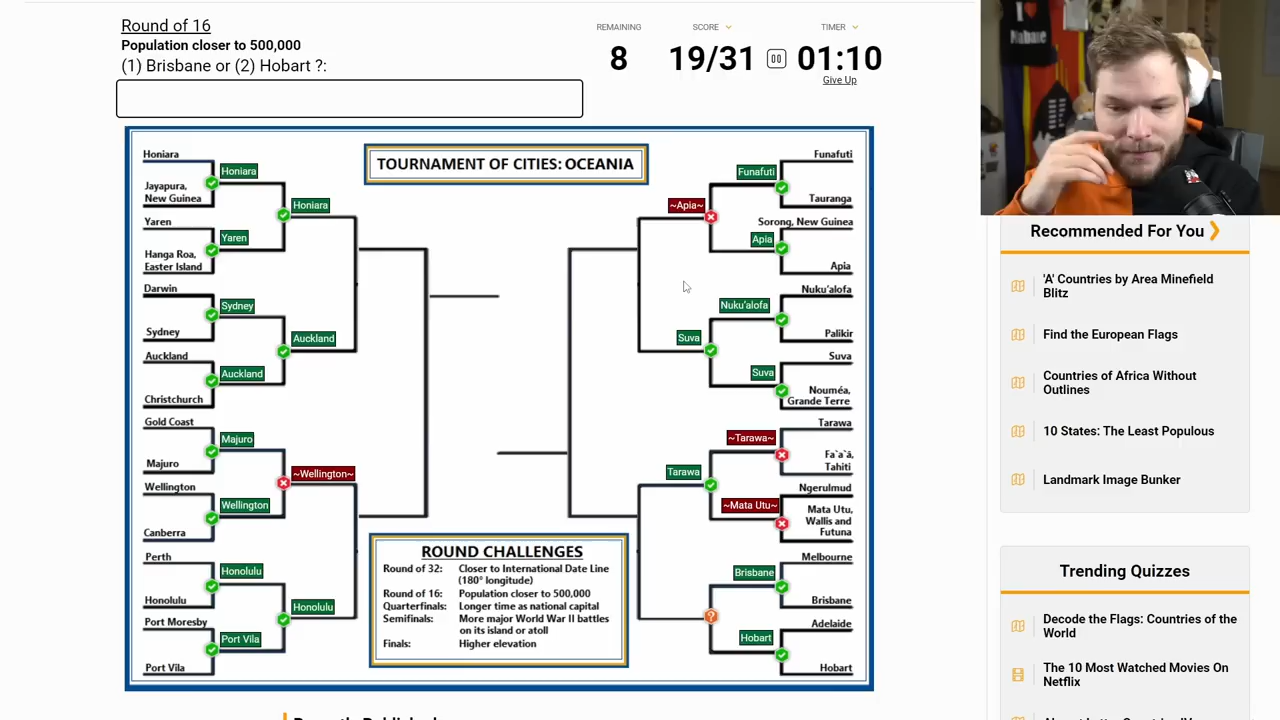 Round of 16
Population closer to 500,000
(1) Brisbane or (2) Hobart ?:
REMAINING
8
SCORE
19/31
TIMER
01:10
Give Up
TOURNAMENT OF CITIES: OCEANIA
Honiara
Jayapura,
New Guinea
Yaren
Hanga Roa,
Easter Island
Darwin
Sydney
Auckland
Christchurch
Gold Coast
Majuro
Wellington
Canberra
Perth
Honolulu
Port Moresby
Port Vila
Honiara
Yaren
Sydney
Auckland
Majuro
Wellington
Honolulu
Port Vila
Honiara
Auckland
~Wellington~
Honolulu
~Apia~
Suva
Tarawa
Funafuti
Apia
Nuku'alofa
Suva
~Tarawa~
~Mata Utu~
Brisbane
Hobart
Funafuti
Tauranga
Sorong, New Guinea
Apia
Nuku'alofa
Palikir
Suva
Nouméa,
Grande Terre
Tarawa
Fa`a`ā,
Tahiti
Ngerulmud
Mata Utu,
Wallis and
Futuna
Melbourne
Brisbane
Adelaide
Hobart
ROUND CHALLENGES
Round of 32: Closer to International Date Line
(180° longitude)
Round of 16: Population closer to 500,000
Quarterfinals: Longer time as national capital
Semifinals: More major World War II battles
on its island or atoll
Finals: Higher elevation
Recommended For You
'A' Countries by Area Minefield
Blitz
Find the European Flags
Countries of Africa Without
Outlines
10 States: The Least Populous
Landmark Image Bunker
Trending Quizzes
Decode the Flags: Countries of the
World
The 10 Most Watched Movies On
Netflix